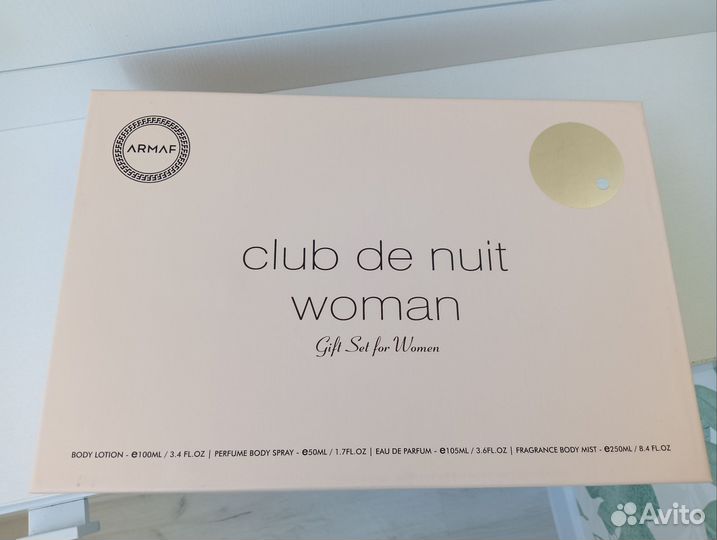 ARMAF
club de nuit
woman
Gift Set for Women
BODY LOTION - ℮100ML / 3.4 FL.OZ | PERFUME BODY SPRAY - ℮50ML / 1.7FL.OZ | EAU DE PARFUM - ℮105ML / 3.6FL.OZ | FRAGRANCE BODY MIST - ℮250ML / 8.4 FL.OZ
Avito